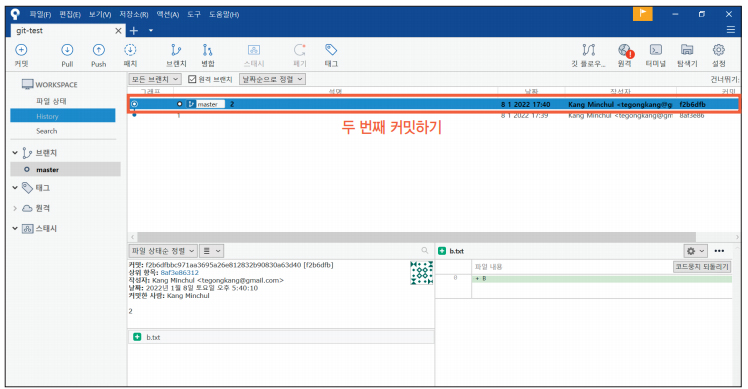 파일(F) 편집(E) 보기(V) 저장소(R) 액션(A) 도구 도움말(H)
git-test
커밋 Pull Push 패치 브랜치 병합 스태시 폐기 태그 깃 플로우... 원격 터미널 탐색기 설정
WORKSPACE
파일 상태
History
Search
브랜치
master
태그
원격
스태시
모든 브랜치 원격 브랜치 날짜순으로 정렬 건너뛰기:
그래프 설명 날짜 작성자 커밋
master 2 8 1 2022 17:40 Kang Minchul <tegongkang@g f2b6dfb
1 8 1 2022 17:39 Kang Minchul <tegongkang@gm 8af3e86
두 번째 커밋하기
파일 상태순 정렬
커밋: f2b6dfbbc971aa3695a26e812832b90830a63d40 [f2b6dfb]
상위 항목: 8af3e86312
작성자: Kang Minchul <tegongkang@gmail.com>
날짜: 2022년 1월 8일 토요일 오후 5:40:10
커밋한 사람: Kang Minchul
2
b.txt
b.txt
파일 내용 코드뭉치 되돌리기
0 + B